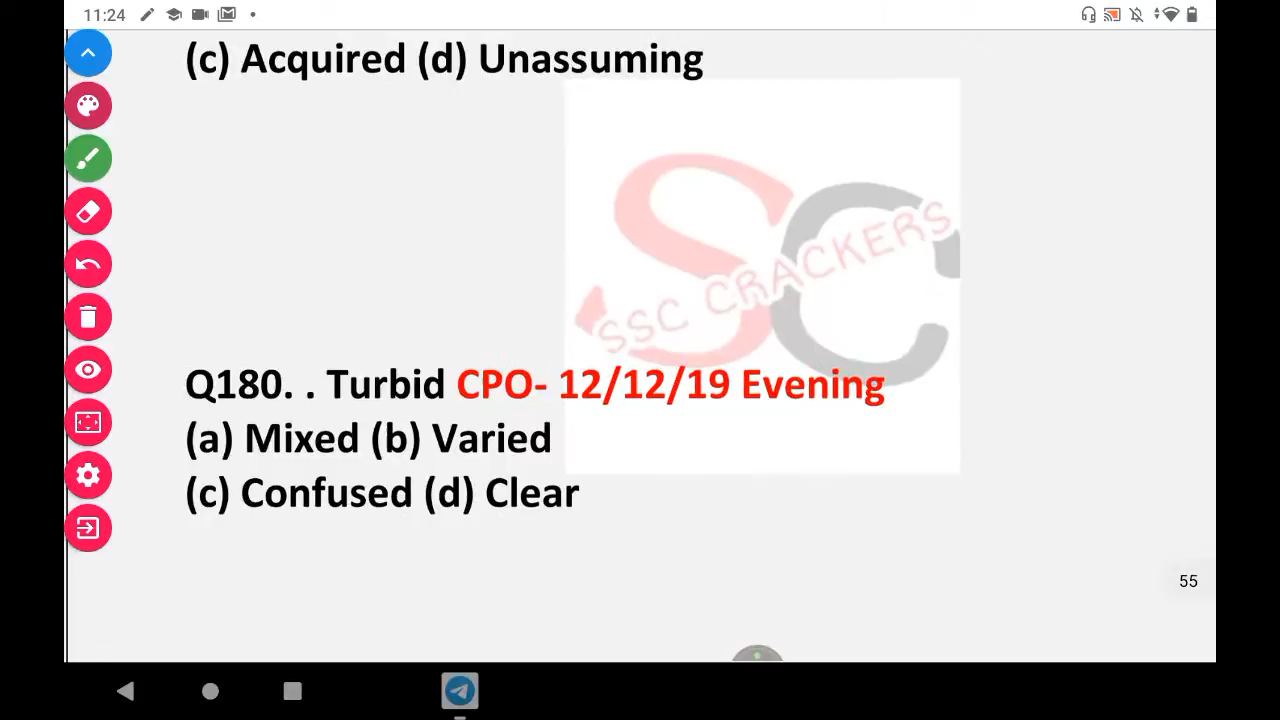 11:24
(c) Acquired (d) Unassuming
SSC CRACKERS
Q180. . Turbid CPO- 12/12/19 Evening
(a) Mixed (b) Varied
(c) Confused (d) Clear
55